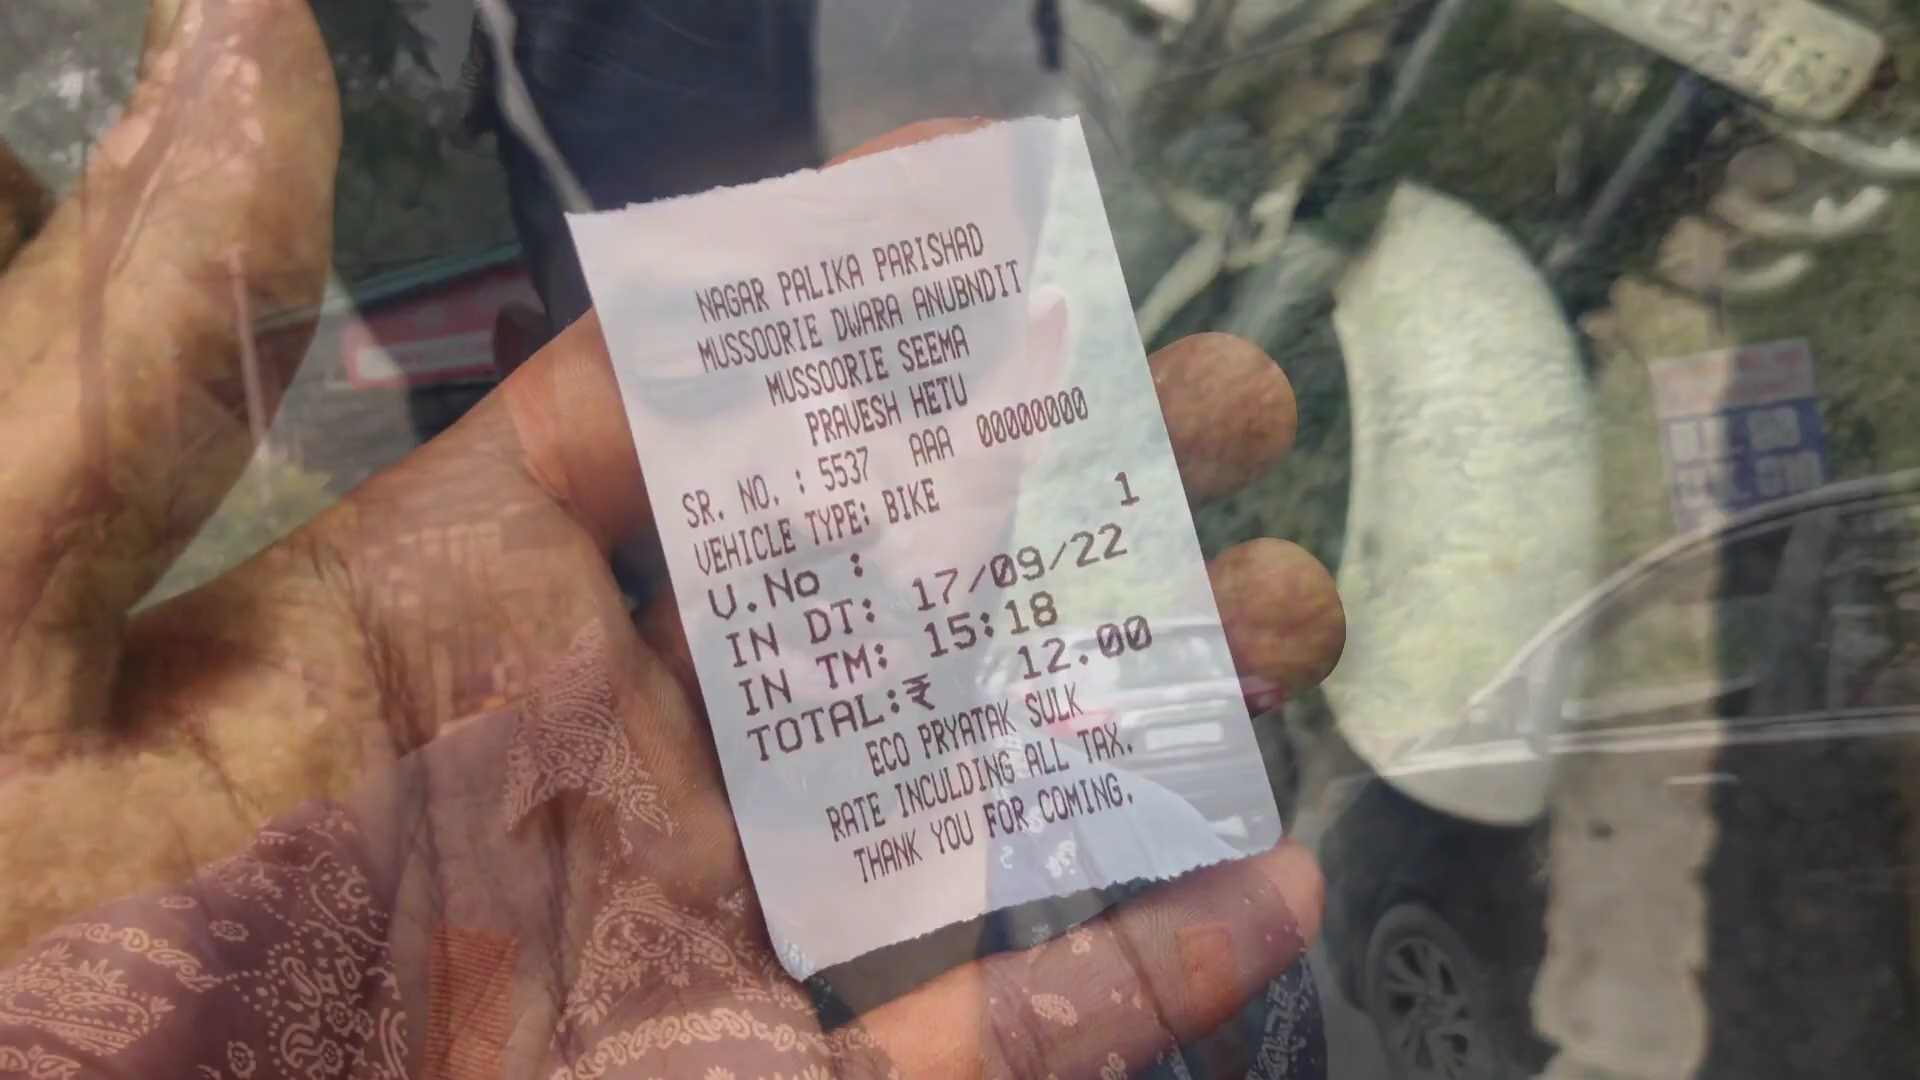 NAGAR PALIKA PARISHAD
MUSSOORIE DWARA ANUBNDIT
MUSSOORIE SEEMA
PRAVESH HETU
SR. NO. : 5537 AAA 00000000
VEHICLE TYPE: BIKE 1
V.No :
IN DT: 17/09/22
IN TM: 15:18
TOTAL:₹ 12.00
ECO PRYATAK SULK
RATE INCULDING ALL TAX.
THANK YOU FOR COMING.